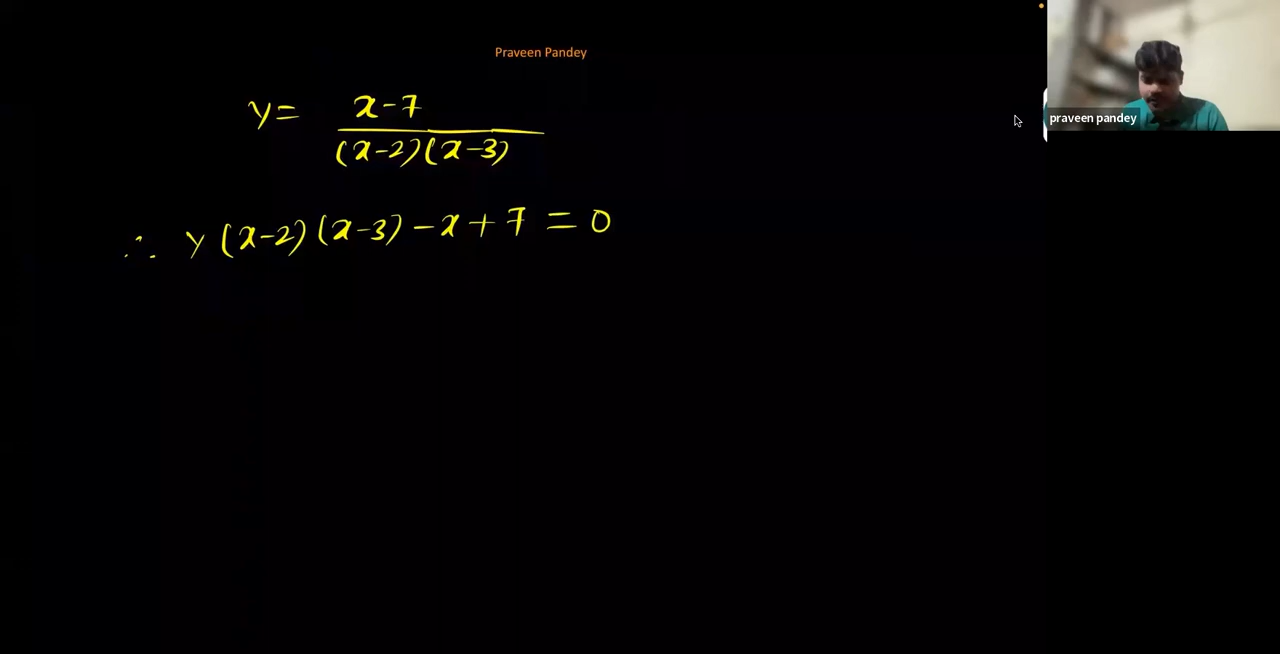 Praveen Pandey
y = x-7 / (x-2)(x-3)
praveen pandey
∴ y (x-2) (x-3) - x + 7 = 0